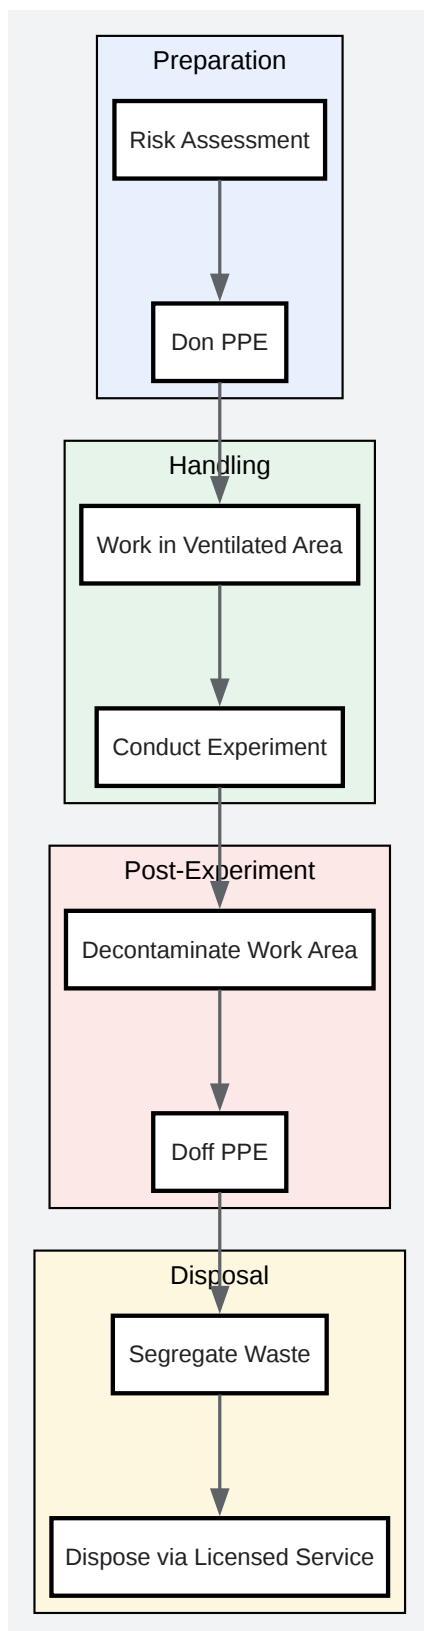 Preparation
Risk Assessment
Don PPE
Handling
Work in Ventilated Area
Conduct Experiment
Post-Experiment
Decontaminate Work Area
Doff PPE
Disposal
Segregate Waste
Dispose via Licensed Service